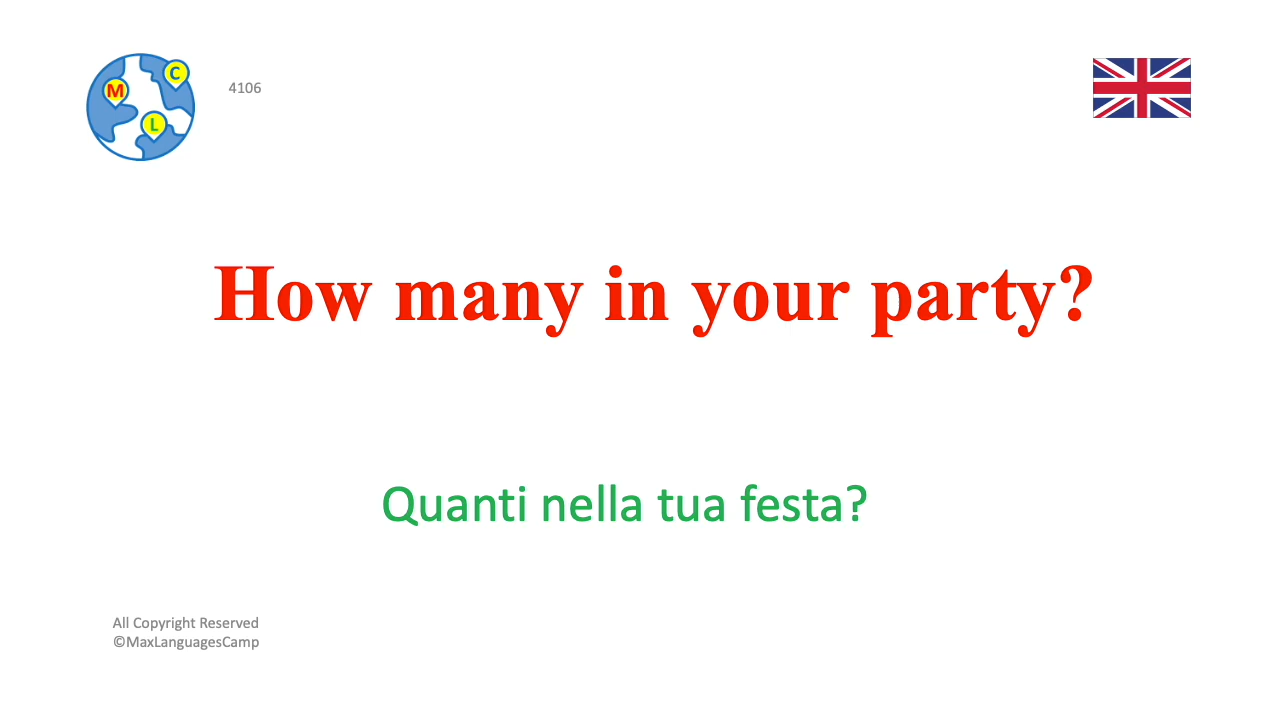 C
M
L
4106
How many in your party?
Quanti nella tua festa?
All Copyright Reserved
©MaxLanguagesCamp